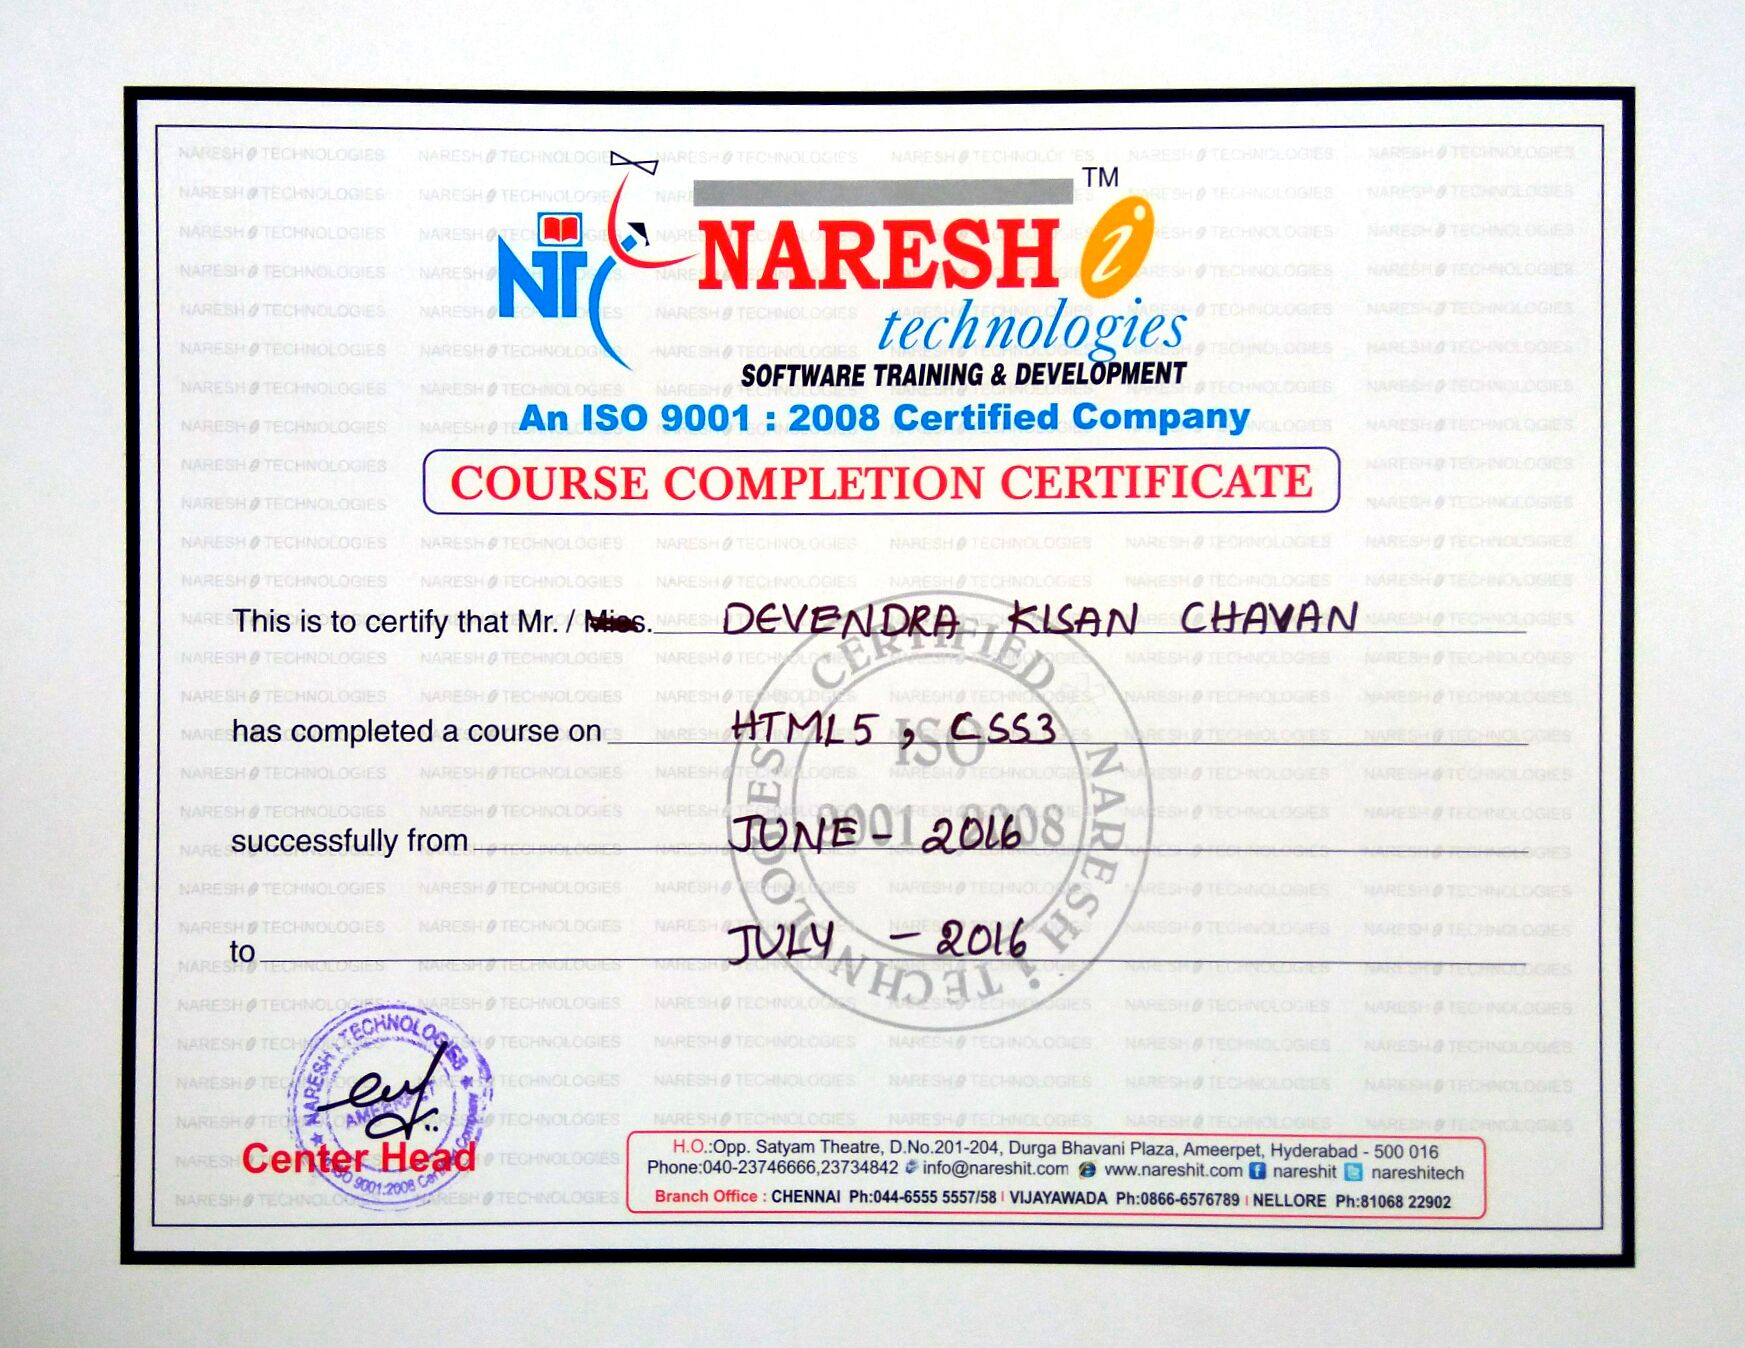 TM
NTi
NARESH i
technologies
SOFTWARE TRAINING & DEVELOPMENT
An ISO 9001 : 2008 Certified Company
COURSE COMPLETION CERTIFICATE
This is to certify that Mr. / Miss. DEVENDRA KISAN CHAVAN
has completed a course on HTML5, CSS3
successfully from JUNE - 2016
to JULY - 2016
CERTIFIED NARESH i TECHNOLOGIES
ISO
9001 2008
NARESH i TECHNOLOGIES
AMEERPET
ISO 9001:2008 Cert Company
Center Head
H.O.:Opp. Satyam Theatre, D.No.201-204, Durga Bhavani Plaza, Ameerpet, Hyderabad - 500 016
Phone:040-23746666,23734842 info@nareshit.com www.nareshit.com f nareshit nareshitech
Branch Office : CHENNAI Ph:044-6555 5557/58 | VIJAYAWADA Ph:0866-6576789 | NELLORE Ph:81068 22902